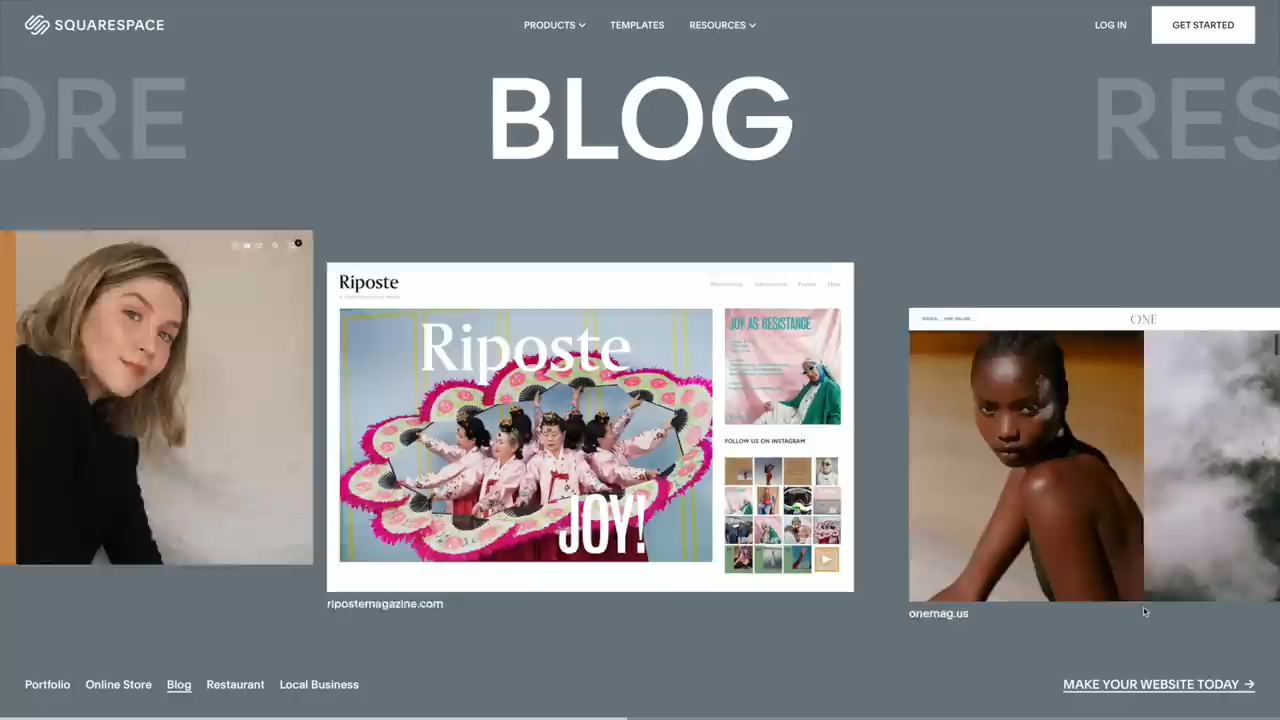 SQUARESPACE
PRODUCTS
TEMPLATES
RESOURCES
LOG IN
GET STARTED
ORE
BLOG
RES
Riposte
Riposte
JOY!
JOY AS RESISTANCE
FOLLOW US ON INSTAGRAM
ripostemagazine.com
ONE
onemag.us
Portfolio
Online Store
Blog
Restaurant
Local Business
MAKE YOUR WEBSITE TODAY →